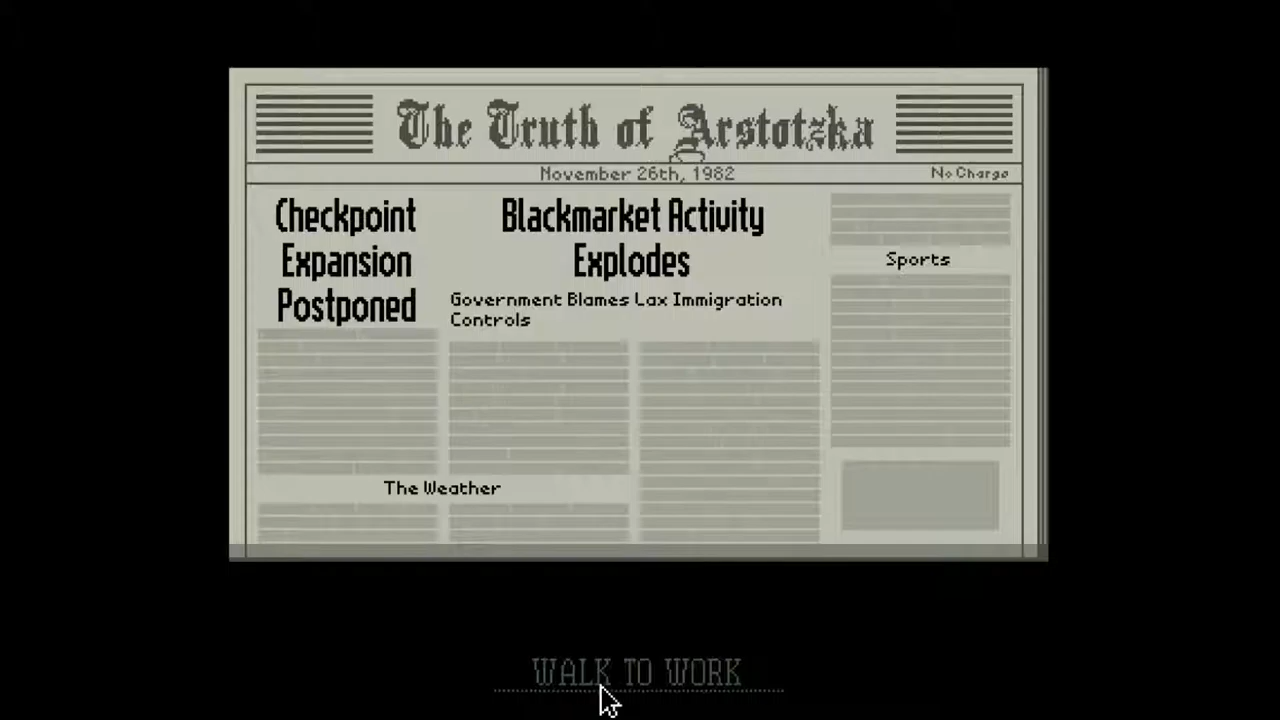 The Truth of Arstotzka
November 26th, 1982
No Charge
Checkpoint
Expansion
Postponed
Blackmarket Activity
Explodes
Government Blames Lax Immigration
Controls
Sports
The Weather
WALK TO WORK